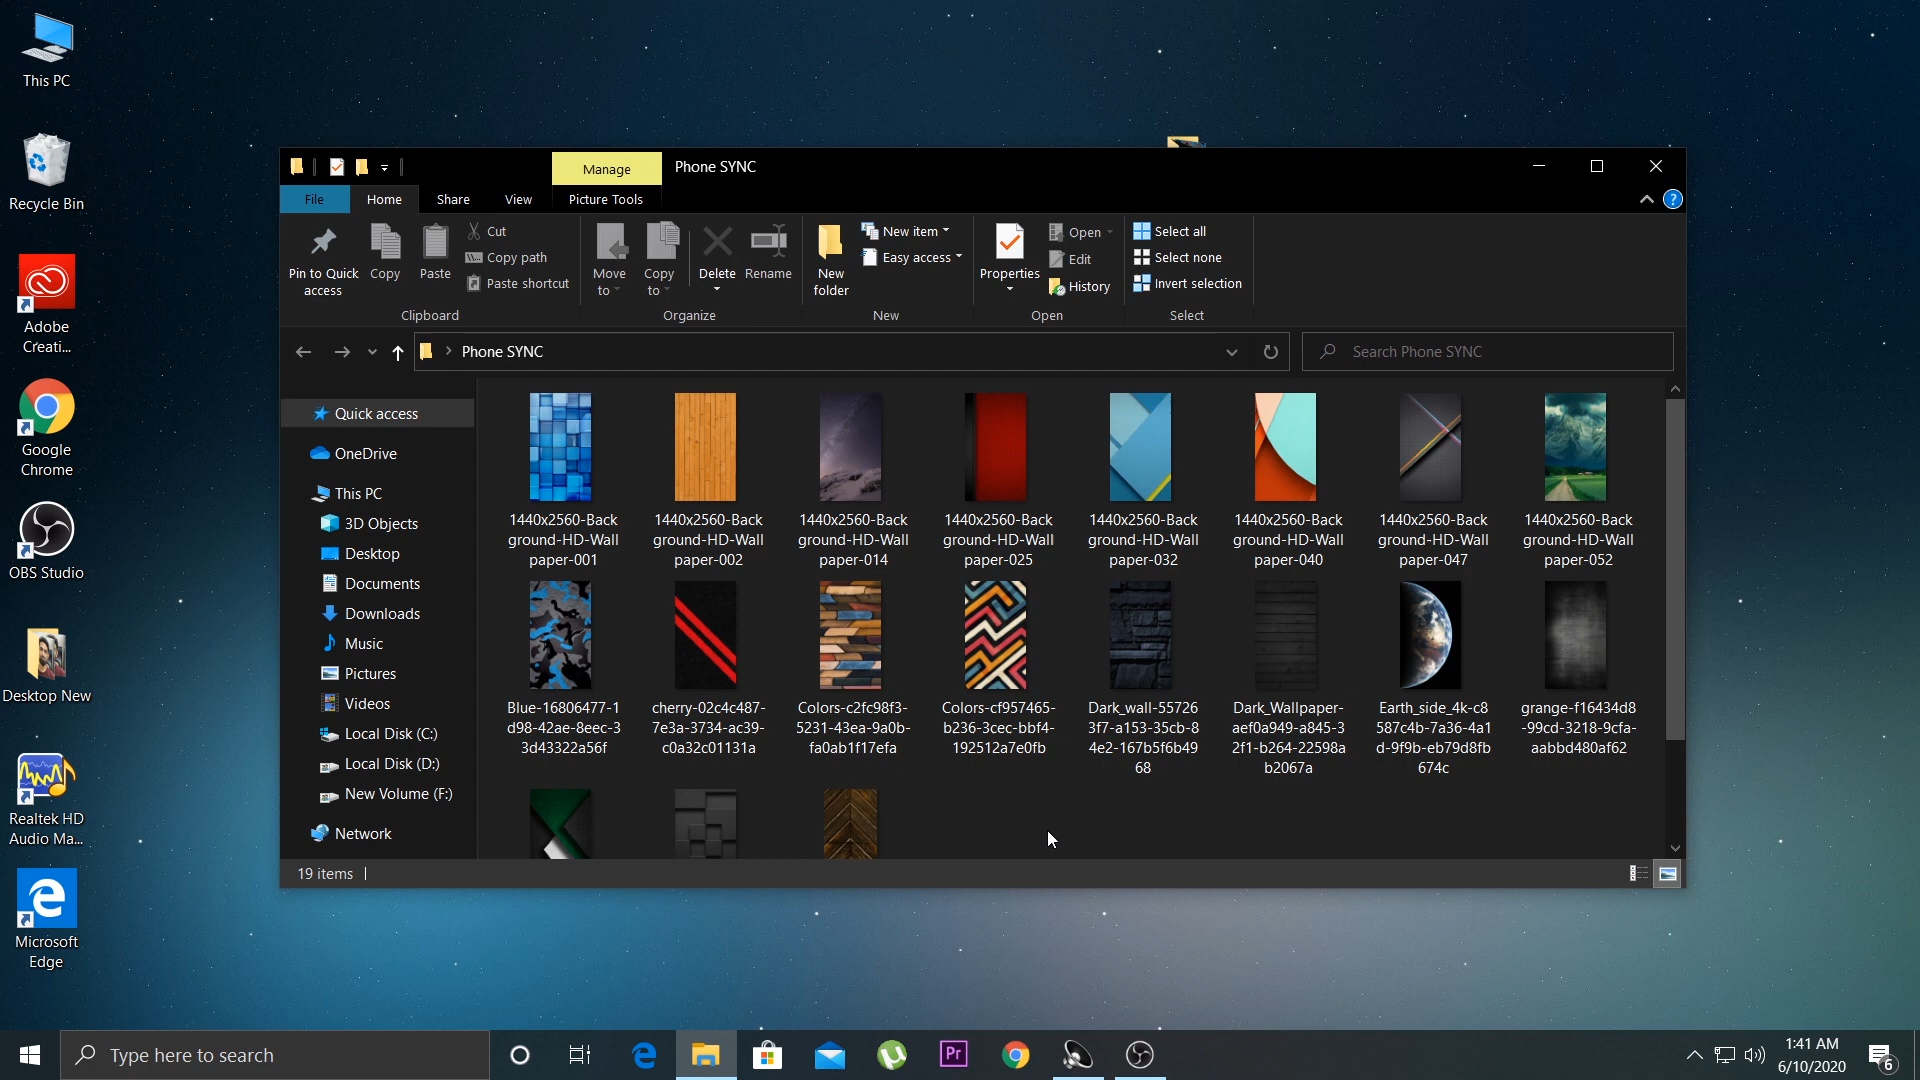 This PC
Recycle Bin
Adobe
Creati...
Google
Chrome
OBS Studio
Desktop New
Realtek HD
Audio Ma...
Microsoft
Edge
Manage
Phone SYNC
File
Home
Share
View
Picture Tools
?
Pin to Quick
access
Copy
Paste
Cut
Copy path
Paste shortcut
Clipboard
Move
to
Copy
to
Delete
Rename
Organize
New
folder
New item
Easy access
New
Properties
Open
Edit
History
Open
Select all
Select none
Invert selection
Select
Phone SYNC
Search Phone SYNC
Quick access
OneDrive
This PC
3D Objects
Desktop
Documents
Downloads
Music
Pictures
Videos
Local Disk (C:)
Local Disk (D:)
New Volume (F:)
Network
1440x2560-Back
ground-HD-Wall
paper-001
1440x2560-Back
ground-HD-Wall
paper-002
1440x2560-Back
ground-HD-Wall
paper-014
1440x2560-Back
ground-HD-Wall
paper-025
1440x2560-Back
ground-HD-Wall
paper-032
1440x2560-Back
ground-HD-Wall
paper-040
1440x2560-Back
ground-HD-Wall
paper-047
1440x2560-Back
ground-HD-Wall
paper-052
Blue-16806477-1
d98-42ae-8eec-3
3d43322a56f
cherry-02c4c487-
7e3a-3734-ac39-
c0a32c01131a
Colors-c2fc98f3-
5231-43ea-9a0b-
fa0ab1f17efa
Colors-cf957465-
b236-3cec-bbf4-
192512a7e0fb
Dark_wall-55726
3f7-a153-35cb-8
4e2-167b5f6b49
68
Dark_Wallpaper-
aef0a949-a845-3
2f1-b264-22598a
b2067a
Earth_side_4k-c8
587c4b-7a36-4a1
d-9f9b-eb79d8fb
674c
grange-f16434d8
-99cd-3218-9cfa-
aabbd480af62
19 items
Type here to search
Pr
1:41 AM
6/10/2020
6